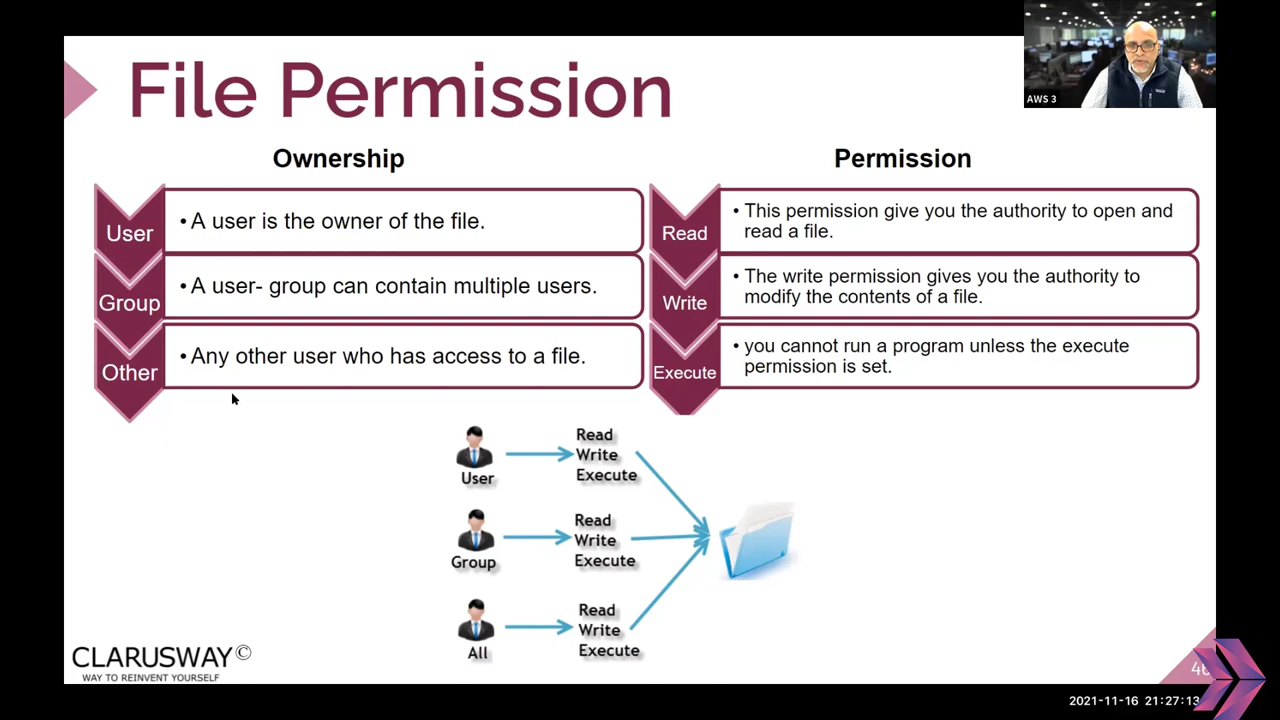 AWS 3
File Permission
Ownership
User
• A user is the owner of the file.
Group
• A user- group can contain multiple users.
Other
• Any other user who has access to a file.
Permission
Read
• This permission give you the authority to open and
read a file.
Write
• The write permission gives you the authority to
modify the contents of a file.
Execute
• you cannot run a program unless the execute
permission is set.
User
Read
Write
Execute
Group
Read
Write
Execute
All
Read
Write
Execute
CLARUSWAY©
WAY TO REINVENT YOURSELF
2021-11-16 21:27:13